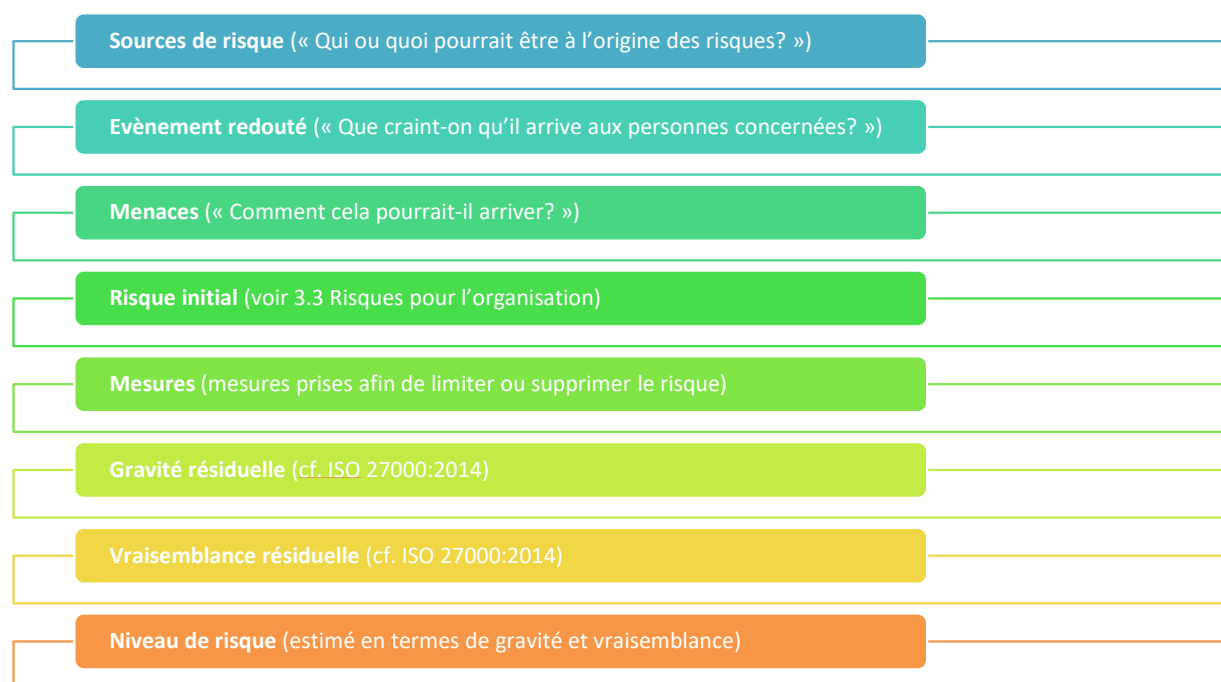 Sources de risque (« Qui ou quoi pourrait être à l'origine des risques? »)
Evènement redouté (« Que craint-on qu'il arrive aux personnes concernées? »)
Menaces (« Comment cela pourrait-il arriver? »)
Risque initial (voir 3.3 Risques pour l'organisation)
Mesures (mesures prises afin de limiter ou supprimer le risque)
Gravité résiduelle (cf. ISO 27000:2014)
Vraisemblance résiduelle (cf. ISO 27000:2014)
Niveau de risque (estimé en termes de gravité et vraisemblance)